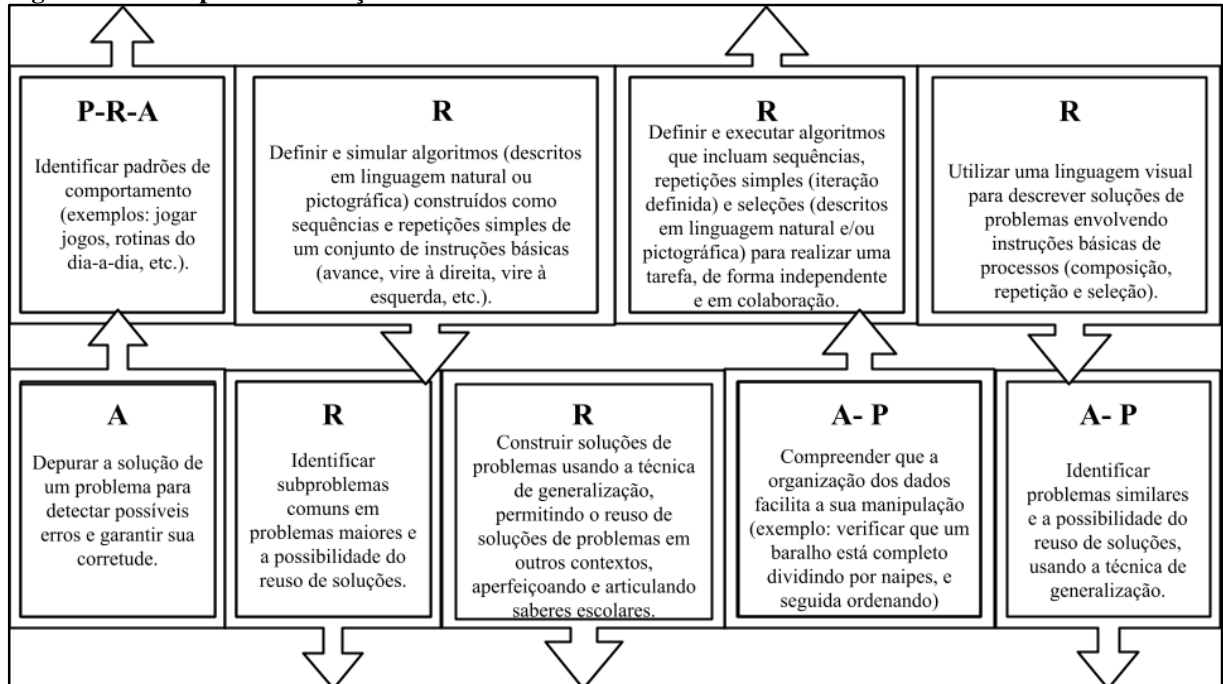 P-R-A
Identificar padrões de
comportamento
(exemplos: jogar
jogos, rotinas do
dia-a-dia, etc.).
R
Definir e simular algoritmos (descritos
em linguagem natural ou
pictográfica) construídos como
sequências e repetições simples de
um conjunto de instruções básicas
(avance, vire à direita, vire à
esquerda, etc.).
R
Definir e executar algoritmos
que incluam sequências,
repetições simples (iteração
definida) e seleções (descritos
em linguagem natural e/ou
pictográfica) para realizar uma
tarefa, de forma independente
e em colaboração.
R
Utilizar uma linguagem visual
para descrever soluções de
problemas envolvendo
instruções básicas de
processos (composição,
repetição e seleção).
A
Depurar a solução de
um problema para
detectar possíveis
erros e garantir sua
corretude.
R
Identificar
subproblemas
comuns em
problemas maiores e
a possibilidade do
reuso de soluções.
R
Construir soluções de
problemas usando a técnica
de generalização,
permitindo o reuso de
soluções de problemas em
outros contextos,
aperfeiçoando e articulando
saberes escolares.
A- P
Compreender que a
organização dos dados
facilita a sua manipulação
(exemplo: verificar que um
baralho está completo
dividindo por naipes, e
seguida ordenando)
A- P
Identificar
problemas similares
e a possibilidade do
reuso de soluções,
usando a técnica de
generalização.